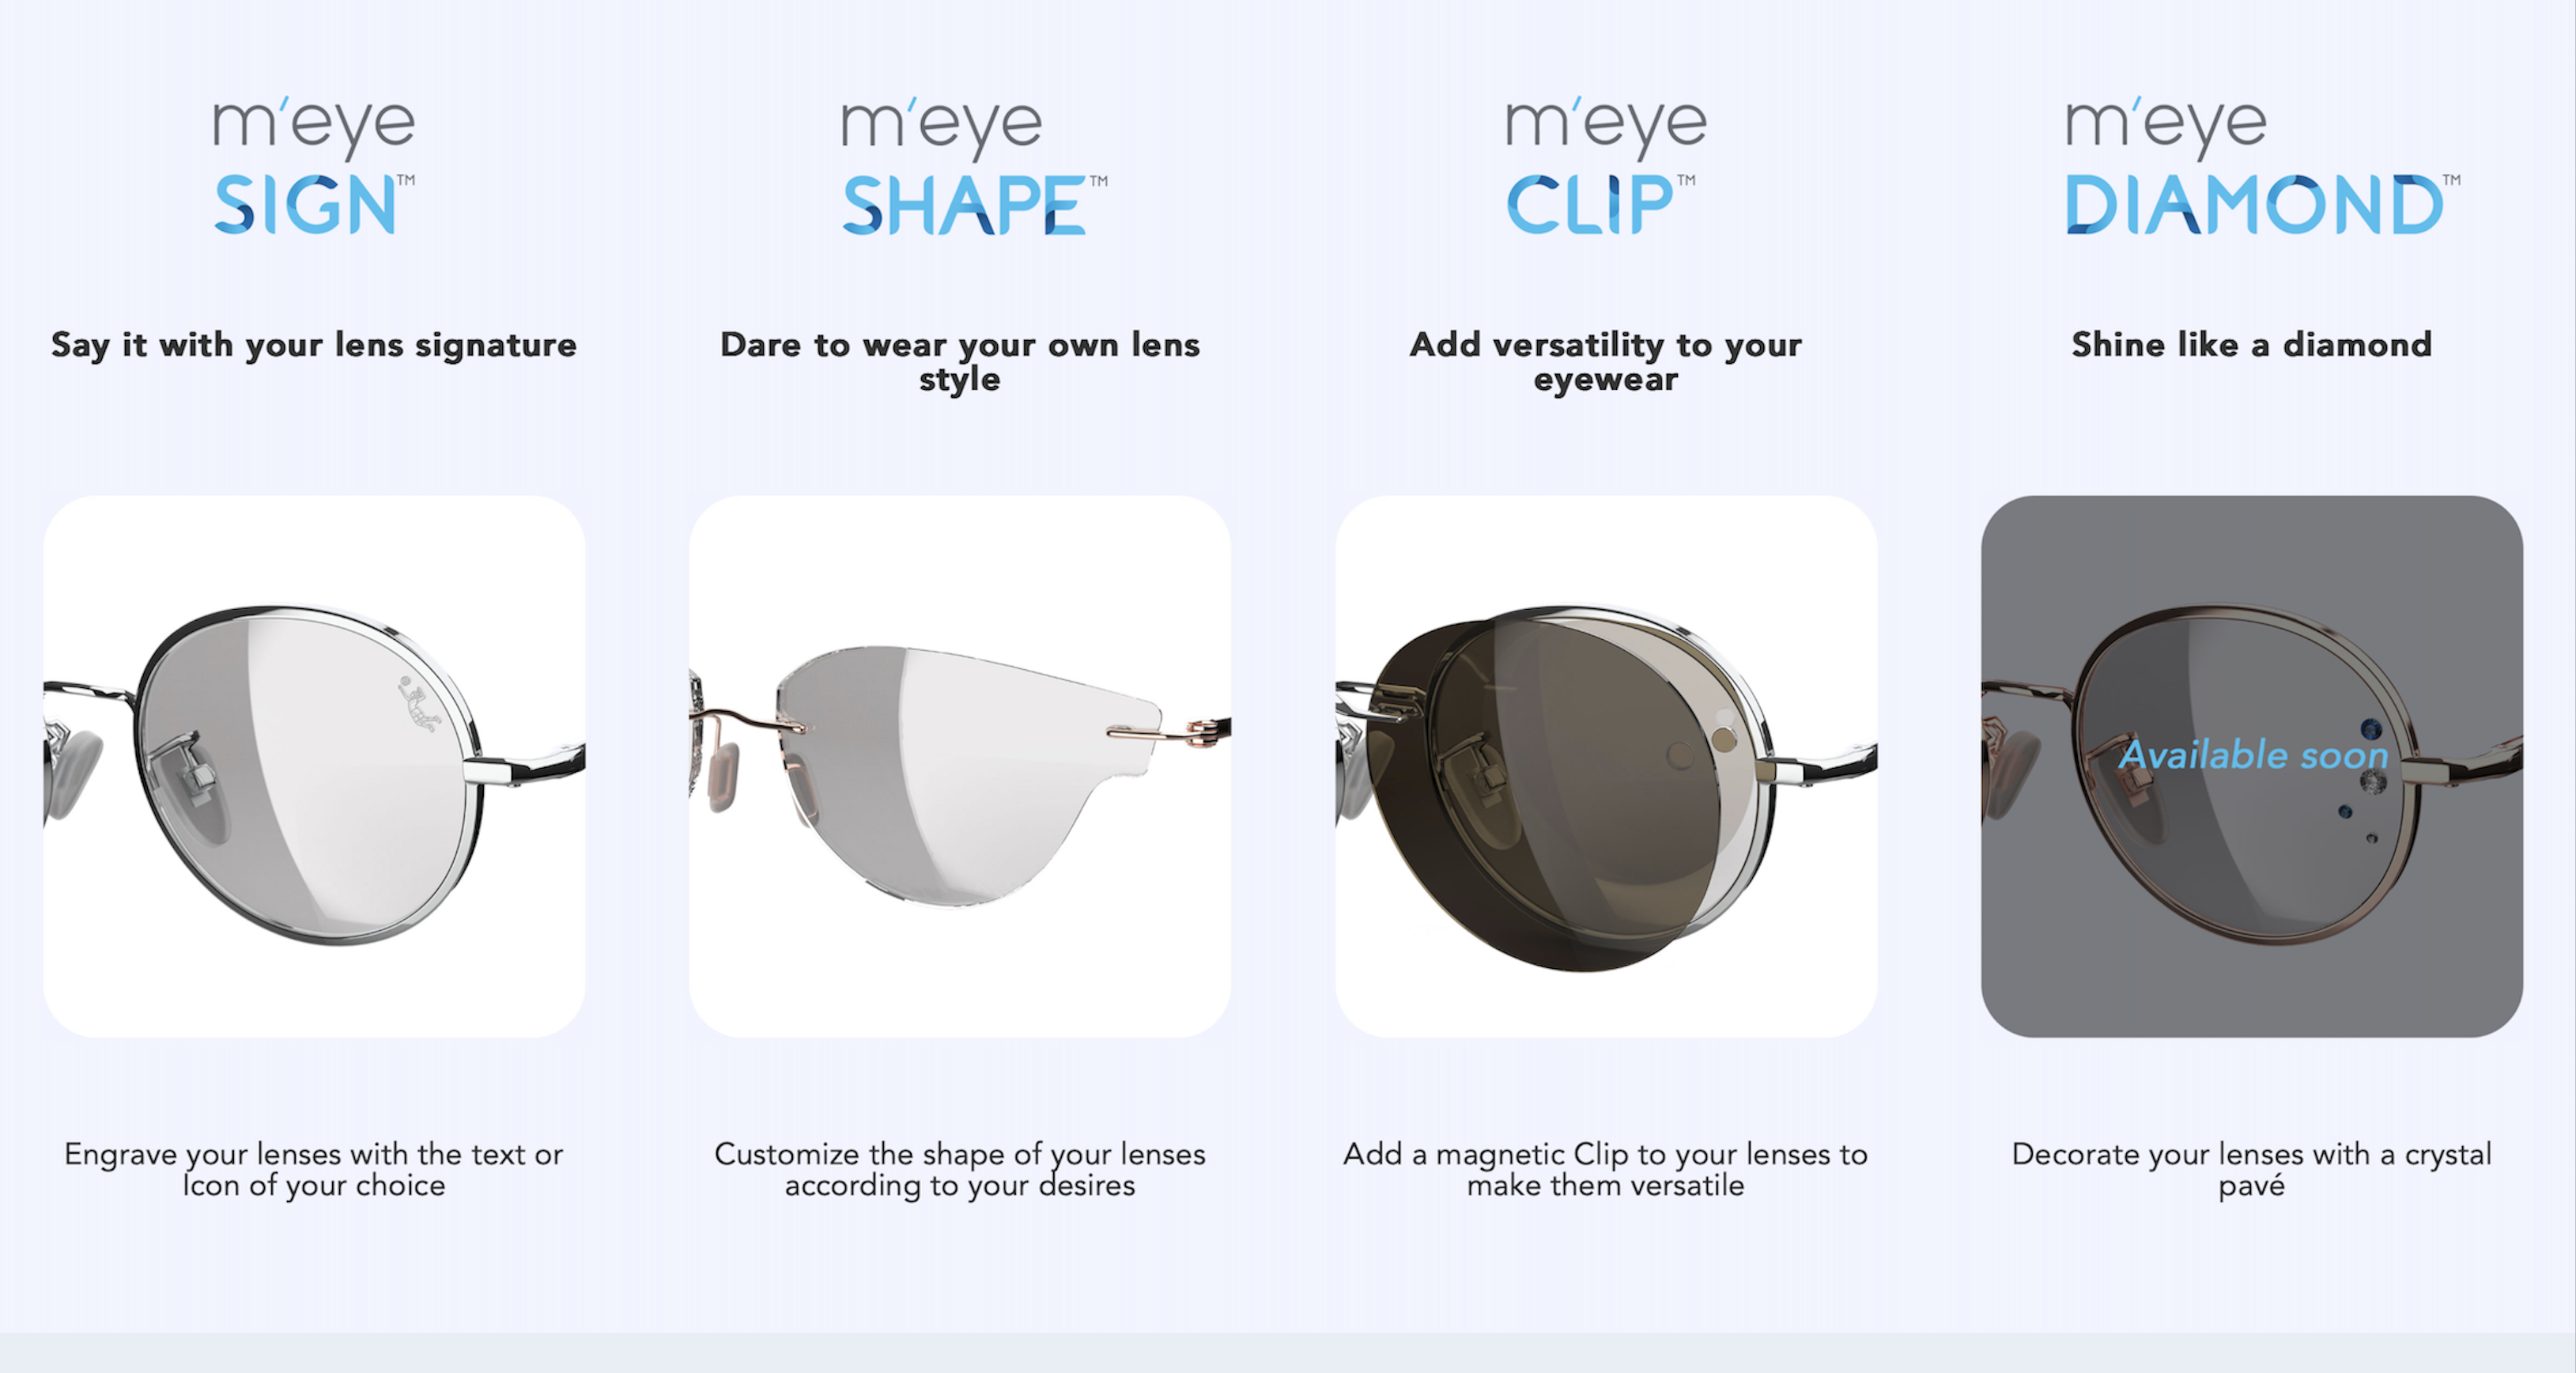 m'eye
SIGN™
Say it with your lens signature
Engrave your lenses with the text or
Icon of your choice
m'eye
SHAPE™
Dare to wear your own lens
style
Customize the shape of your lenses
according to your desires
m'eye
CLIP™
Add versatility to your
eyewear
Add a magnetic Clip to your lenses to
make them versatile
m'eye
DIAMOND™
Shine like a diamond
Available soon
Decorate your lenses with a crystal
pavé